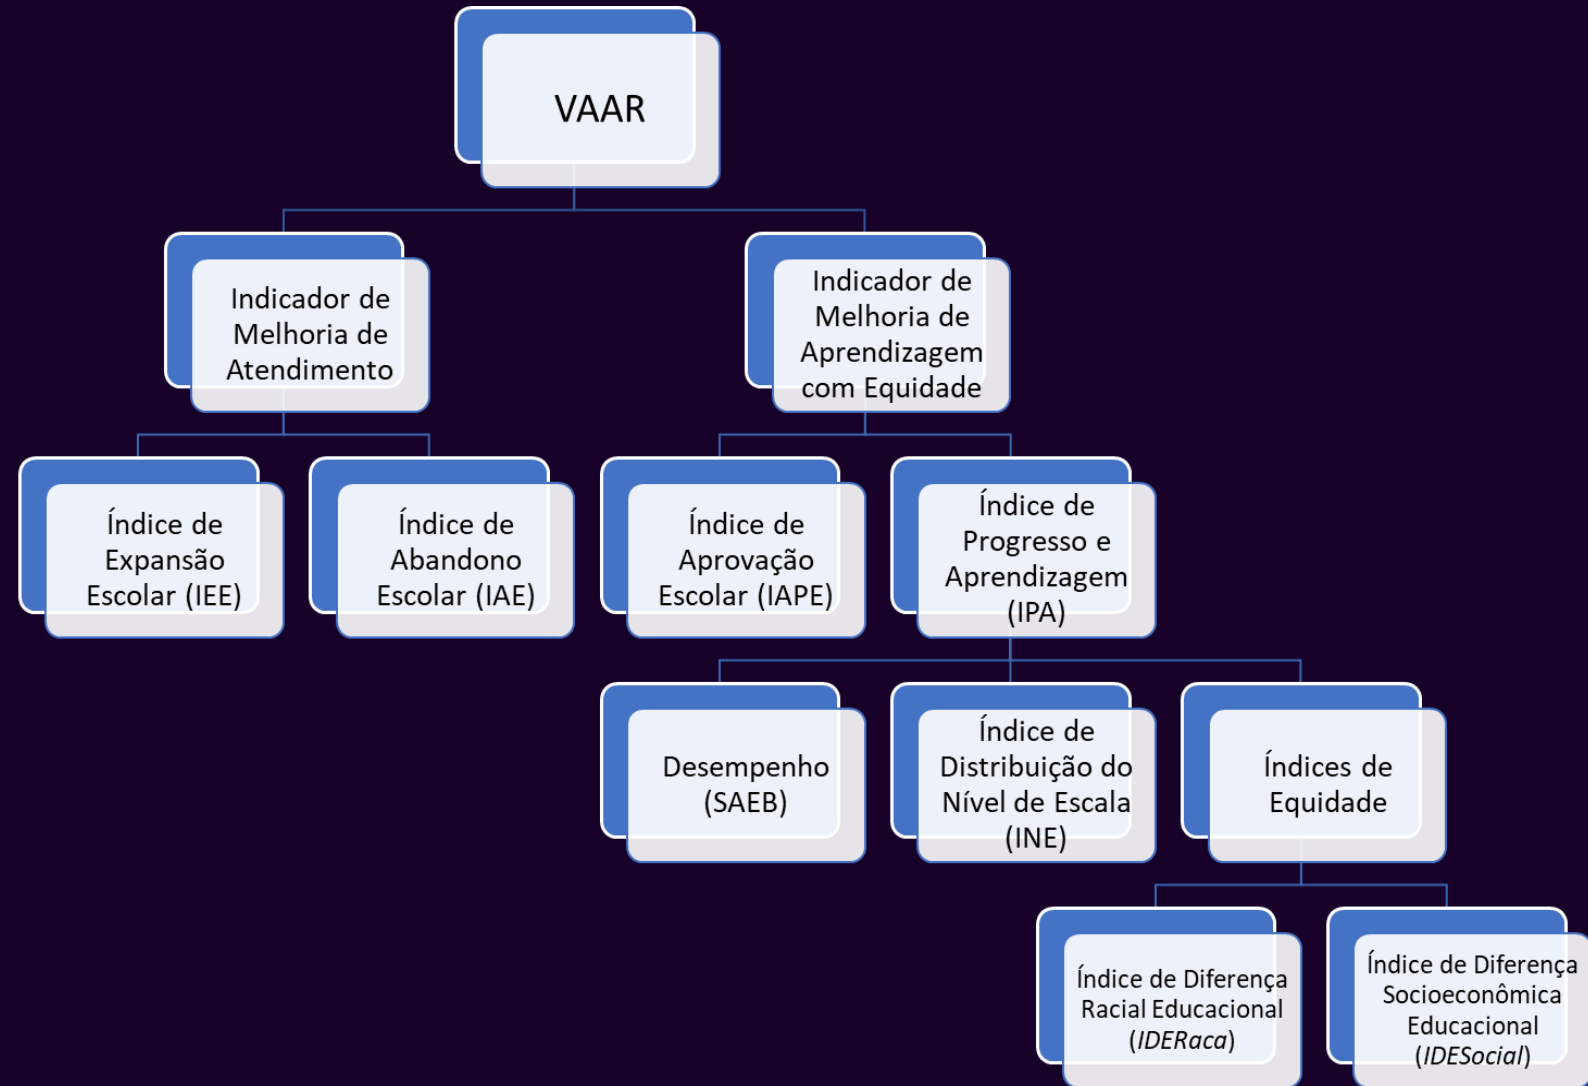 VAAR
Indicador de
Melhoria de
Atendimento
Indicador de
Melhoria de
Aprendizagem
com Equidade
Índice de
Expansão
Escolar (IEE)
Índice de
Abandono
Escolar (IAE)
Índice de
Aprovação
Escolar (IAPE)
Índice de
Progresso e
Aprendizagem
(IPA)
Desempenho
(SAEB)
Índice de
Distribuição do
Nível de Escala
(INE)
Índices de
Equidade
Índice de Diferença
Racial Educacional
(IDERaca)
Índice de Diferença
Socioeconômica
Educacional
(IDESocial)